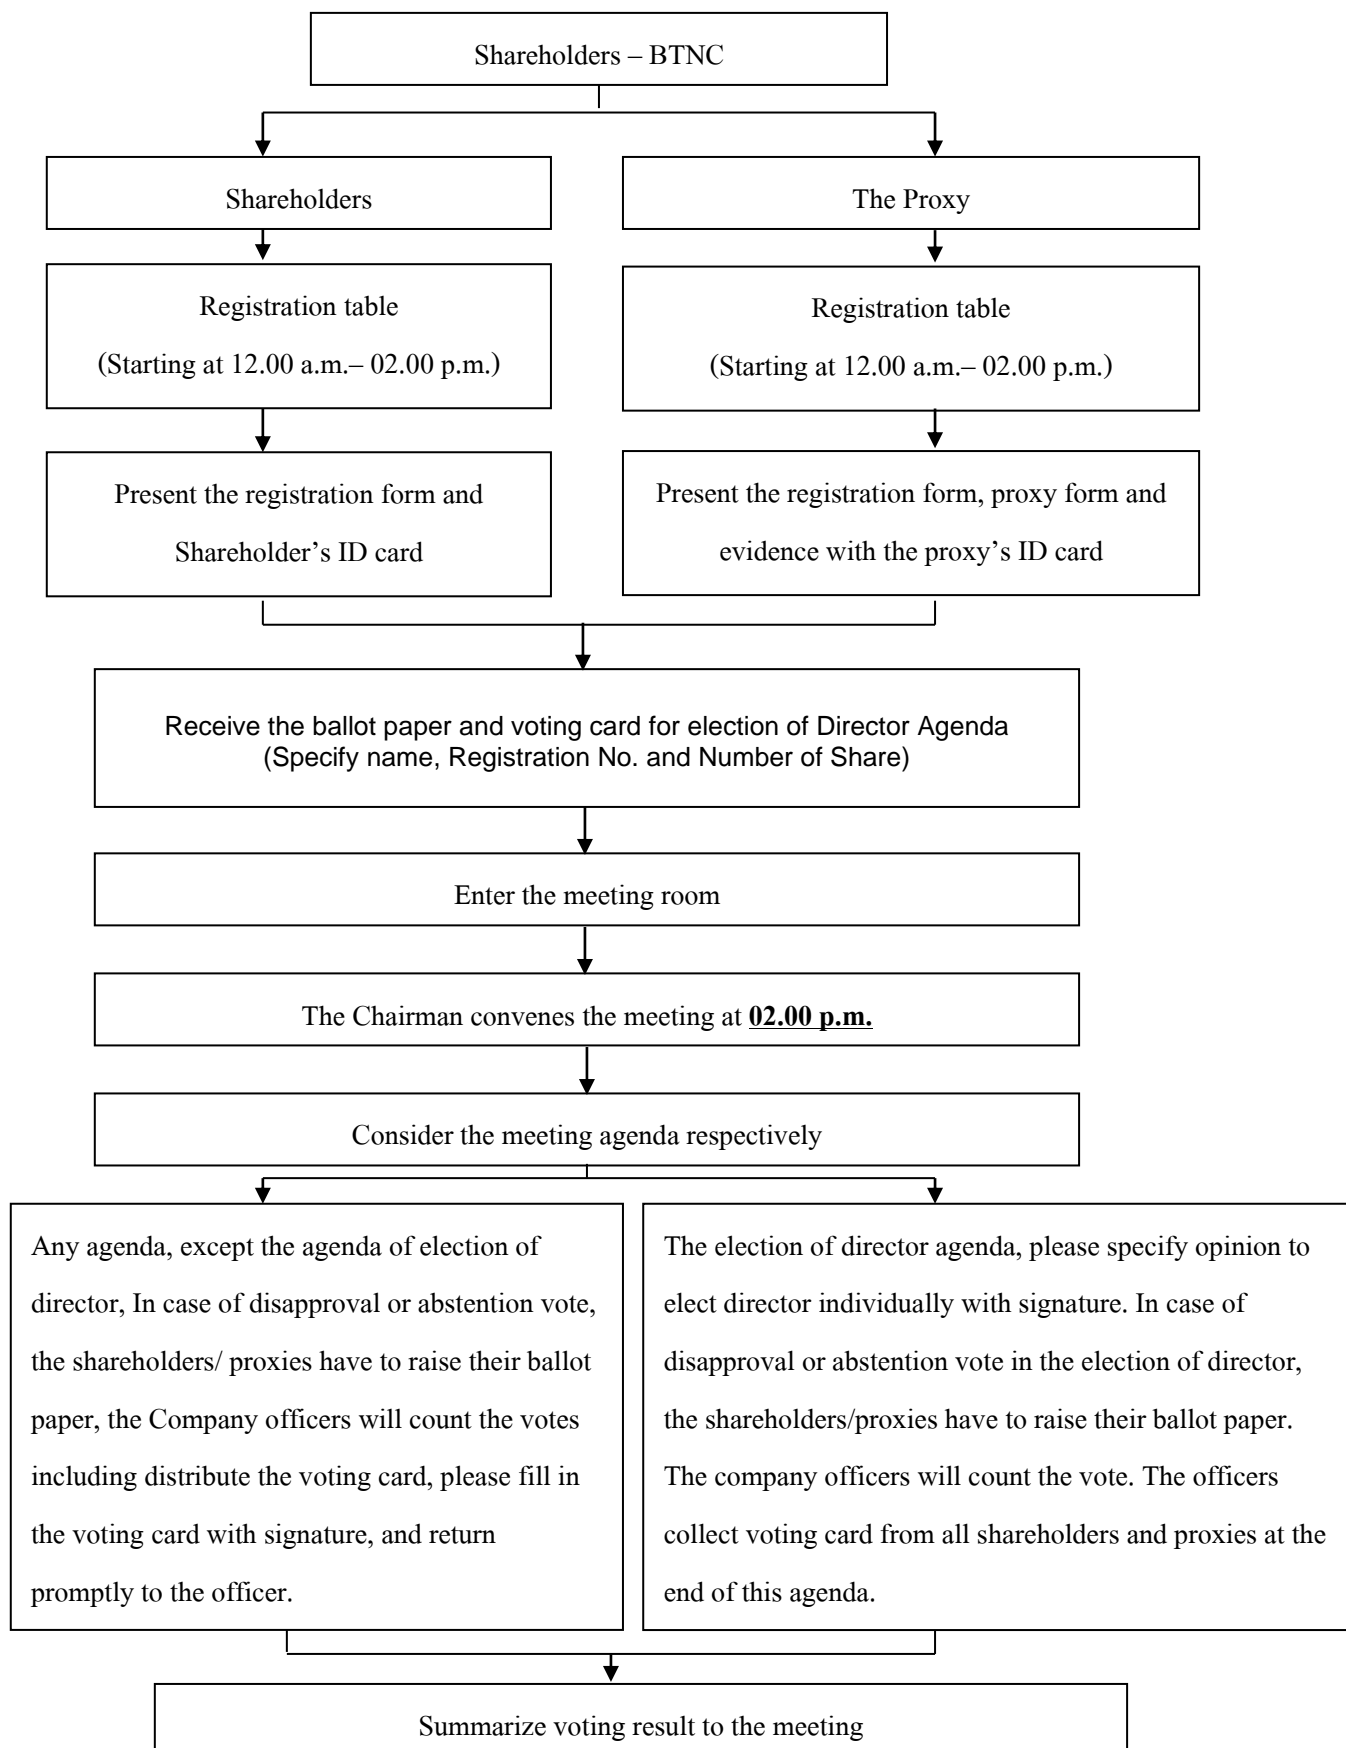 Shareholders – BTNC
Shareholders
The Proxy
Registration table
(Starting at 12.00 a.m.– 02.00 p.m.)
Registration table
(Starting at 12.00 a.m.– 02.00 p.m.)
Present the registration form and
Shareholder’s ID card
Present the registration form, proxy form and
evidence with the proxy’s ID card
Receive the ballot paper and voting card for election of Director Agenda
(Specify name, Registration No. and Number of Share)
Enter the meeting room
The Chairman convenes the meeting at 02.00 p.m.
Consider the meeting agenda respectively
Any agenda, except the agenda of election of
director, In case of disapproval or abstention vote,
the shareholders/ proxies have to raise their ballot
paper, the Company officers will count the votes
including distribute the voting card, please fill in
the voting card with signature, and return
promptly to the officer.
The election of director agenda, please specify opinion to
elect director individually with signature. In case of
disapproval or abstention vote in the election of director,
the shareholders/proxies have to raise their ballot paper.
The company officers will count the vote. The officers
collect voting card from all shareholders and proxies at the
end of this agenda.
Summarize voting result to the meeting